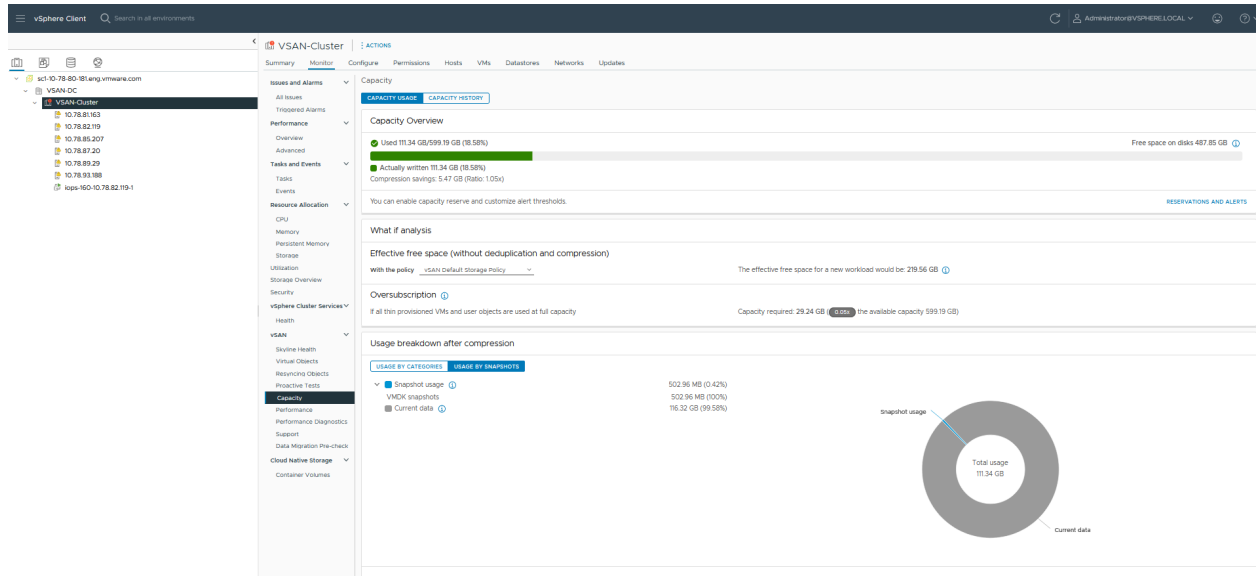 vSphere Client
Search in all environments
Administrator@VSPHERE.LOCAL
sc1-10-78-80-181.eng.vmware.com
VSAN-DC
VSAN-Cluster
10.78.81.163
10.78.82.119
10.78.85.207
10.78.87.20
10.78.89.29
10.78.93.188
iops-160-10.78.82.119-1
VSAN-Cluster
ACTIONS
Summary Monitor Configure Permissions Hosts VMs Datastores Networks Updates
Issues and Alarms
All Issues
Triggered Alarms
Performance
Overview
Advanced
Tasks and Events
Tasks
Events
Resource Allocation
CPU
Memory
Persistent Memory
Storage
Utilization
Storage Overview
Security
vSphere Cluster Services
Health
vSAN
Skyline Health
Virtual Objects
Resyncing Objects
Proactive Tests
Capacity
Performance
Performance Diagnostics
Support
Data Migration Pre-check
Cloud Native Storage
Container Volumes
Capacity
CAPACITY USAGE CAPACITY HISTORY
Capacity Overview
Used 111.34 GB/599.19 GB (18.58%) Free space on disks 487.85 GB
Actually written 111.34 GB (18.58%)
Compression savings: 5.47 GB (Ratio: 1.05x)
You can enable capacity reserve and customize alert thresholds. RESERVATIONS AND ALERTS
What if analysis
Effective free space (without deduplication and compression)
With the policy vSAN Default Storage Policy The effective free space for a new workload would be: 219.56 GB
Oversubscription
If all thin provisioned VMs and user objects are used at full capacity Capacity required: 29.24 GB ( 0.05x the available capacity 599.19 GB)
Usage breakdown after compression
USAGE BY CATEGORIES USAGE BY SNAPSHOTS
Snapshot usage 502.96 MB (0.42%)
VMDK snapshots 502.96 MB (100%)
Current data 116.32 GB (99.58%)
Snapshot usage
Total usage
111.34 GB
Current data